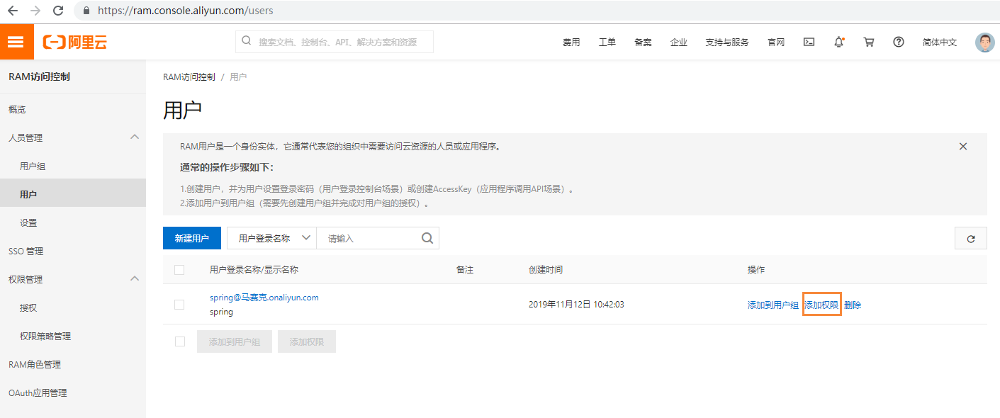 https://ram.console.aliyun.com/users
阿里云
搜索文档、控制台、API、解决方案和资源
费用
工单
备案
企业
支持与服务
官网
简体中文
RAM访问控制
概览
人员管理
用户组
用户
设置
SSO 管理
权限管理
授权
权限策略管理
RAM角色管理
OAuth应用管理
RAM访问控制 / 用户
用户
RAM用户是一个身份实体，它通常代表您的组织中需要访问云资源的人员或应用程序。
通常的操作步骤如下：
1.创建用户，并为用户设置登录密码（用户登录控制台场景）或创建AccessKey（应用程序调用API场景）。
2.添加用户到用户组（需要先创建用户组并完成对用户组的授权）。
新建用户
用户登录名称
请输入
用户登录名称/显示名称
备注
创建时间
操作
spring@马赛克.onaliyun.com
spring
2019年11月12日 10:42:03
添加到用户组
添加权限
删除
添加到用户组
添加权限